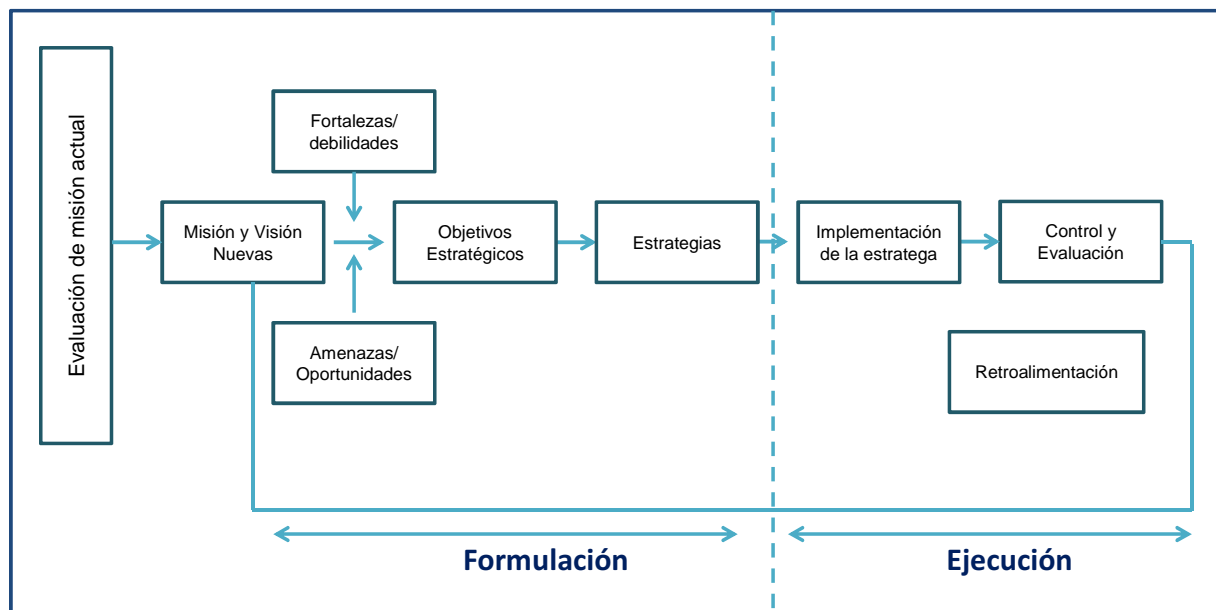 Evaluación de misión actual
Fortalezas/
debilidades
Misión y Visión
Nuevas
Objetivos
Estratégicos
Estrategias
Implementación
de la estratega
Control y
Evaluación
Amenazas/
Oportunidades
Retroalimentación
Formulación
Ejecución